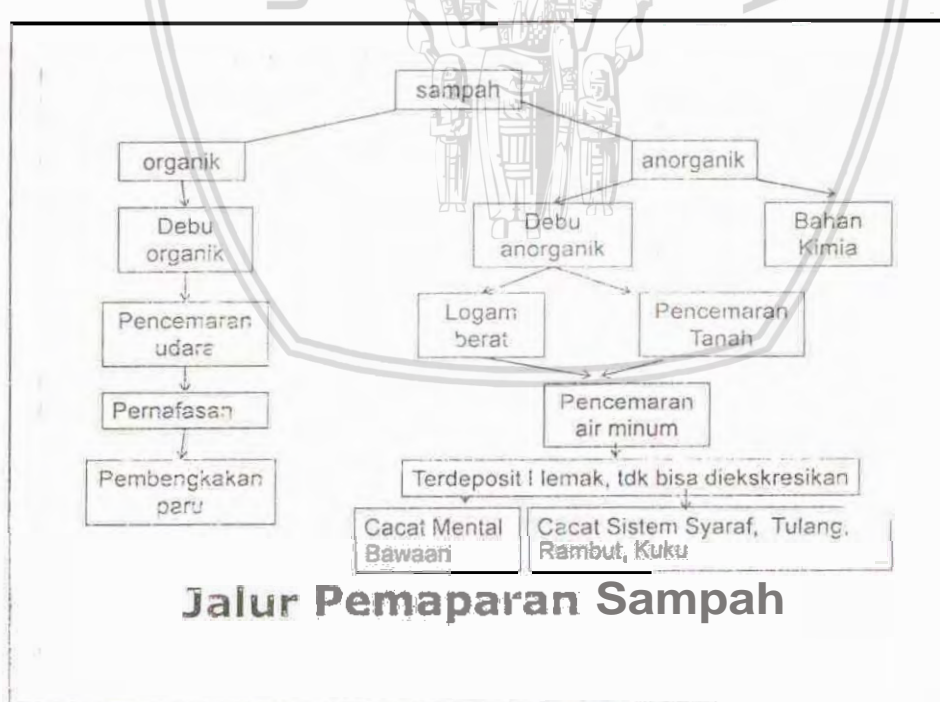 sampah
organik
anorganik
Debu
organik
Debu
anorganik
Bahan
Kimia
Pencemaran
udara
Logam
berat
Pencemaran
Tanah
Pernafasan
Pencemaran
air minum
Pembengkakan
paru
Terdeposit l lemak, tdk bisa diekskresikan
Cacat Mental
Bawaan
Cacat Sistem Syaraf, Tulang,
Rambut, Kuku
Jalur Pemaparan Sampah